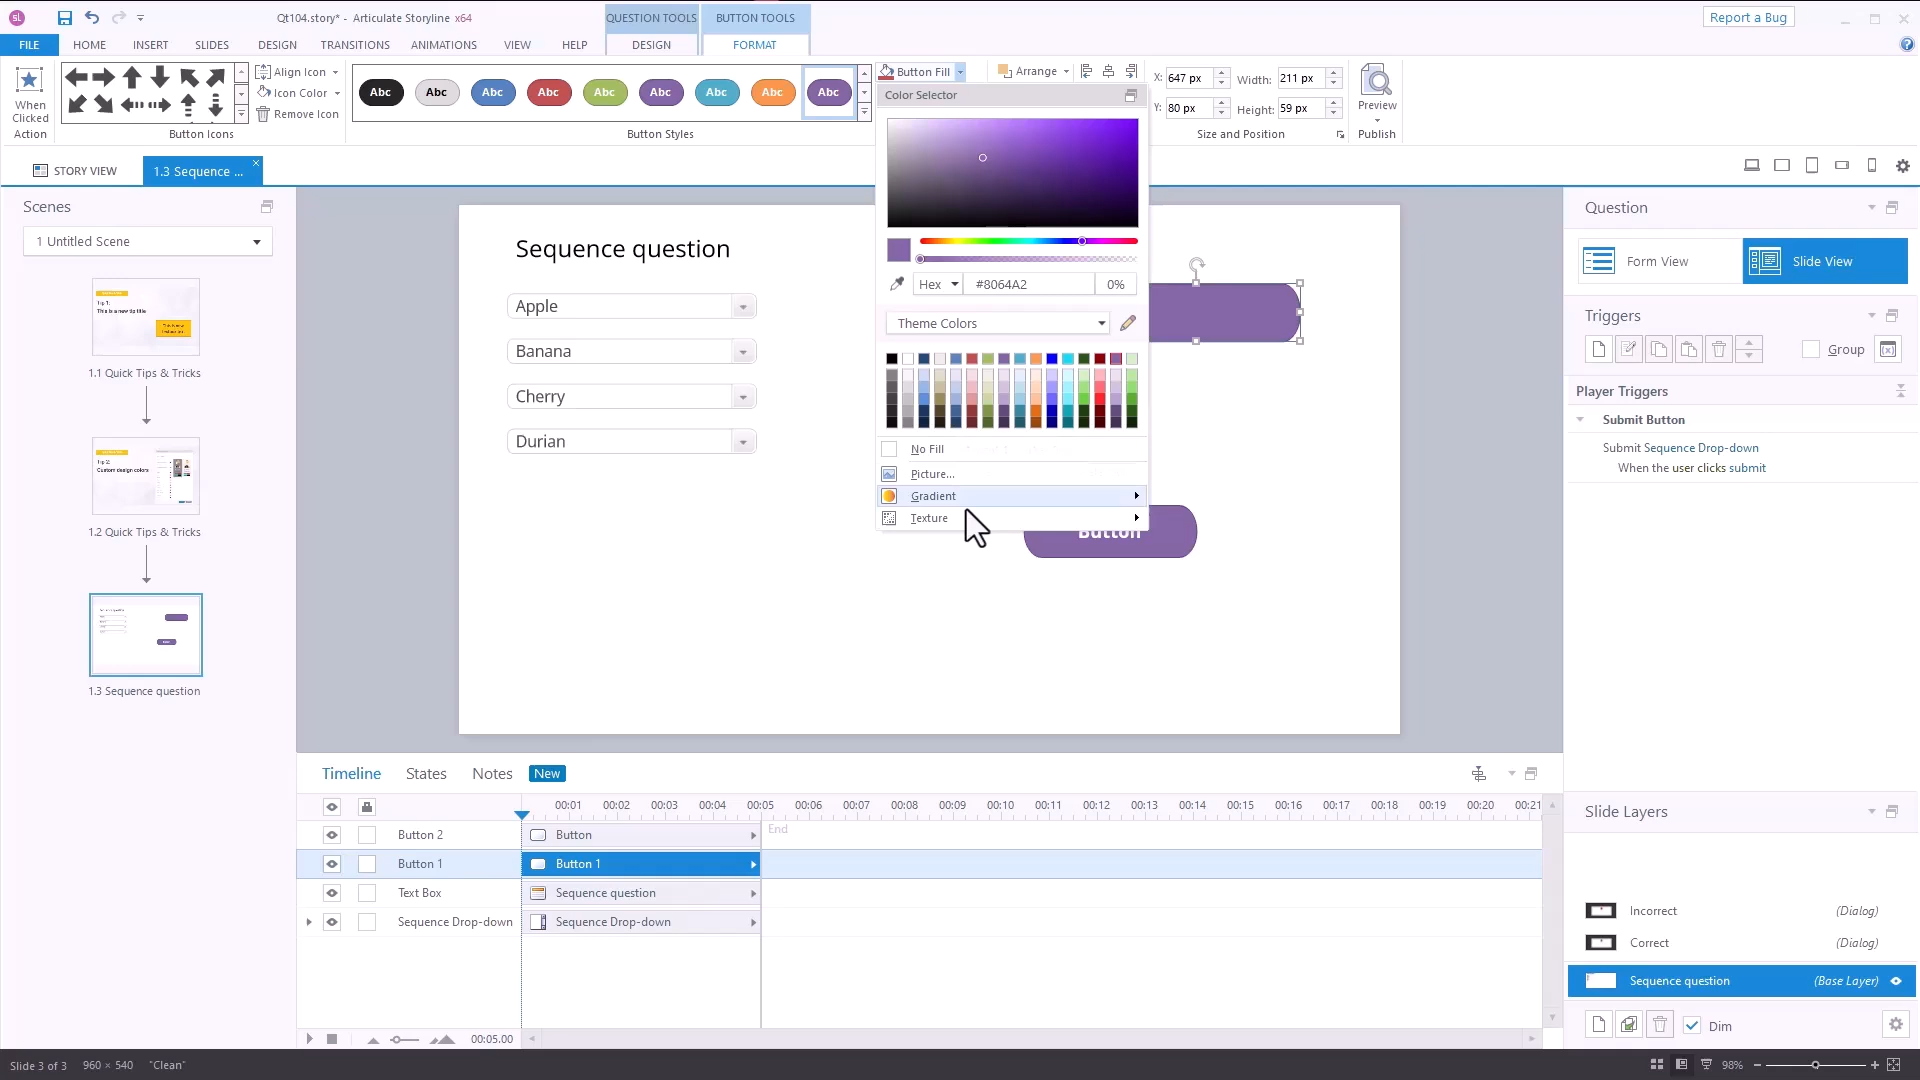 Qt104.story* - Articulate Storyline x64
QUESTION TOOLS
BUTTON TOOLS
Report a Bug
FILE
HOME
INSERT
SLIDES
DESIGN
TRANSITIONS
ANIMATIONS
VIEW
HELP
DESIGN
FORMAT
When Clicked
Action
Align Icon
Icon Color
Remove Icon
Button Icons
Abc Abc Abc Abc Abc Abc Abc Abc Abc
Button Styles
Button Fill
Arrange
X: 647 px
Y: 80 px
Width: 211 px
Height: 59 px
Size and Position
Preview
Publish
STORY VIEW
1.3 Sequence ...
Scenes
1 Untitled Scene
1.1 Quick Tips & Tricks
1.2 Quick Tips & Tricks
1.3 Sequence question
Sequence question
Apple
Banana
Cherry
Durian
Button
Color Selector
Hex
#8064A2
0%
Theme Colors
No Fill
Picture...
Gradient
Texture
Question
Form View
Slide View
Triggers
Group
Player Triggers
Submit Button
Submit Sequence Drop-down
When the user clicks submit
Timeline
States
Notes
New
00:01 00:02 00:03 00:04 00:05 00:06 00:07 00:08 00:09 00:10 00:11 00:12 00:13 00:14 00:15 00:16 00:17 00:18 00:19 00:20 00:21
Button 2
Button
End
Button 1
Button 1
Text Box
Sequence question
Sequence Drop-down
Sequence Drop-down
00:05.00
Slide Layers
Incorrect (Dialog)
Correct (Dialog)
Sequence question (Base Layer)
Dim
Slide 3 of 3
960 × 540
"Clean"
98%